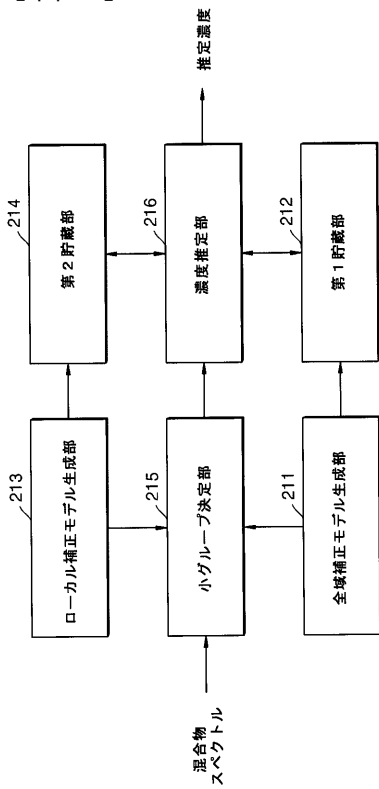 混合物
スペクトル
213
ローカル補正モデル生成部
214
第2貯蔵部
215
小グループ決定部
216
濃度推定部
推定濃度
211
全域補正モデル生成部
212
第1貯蔵部